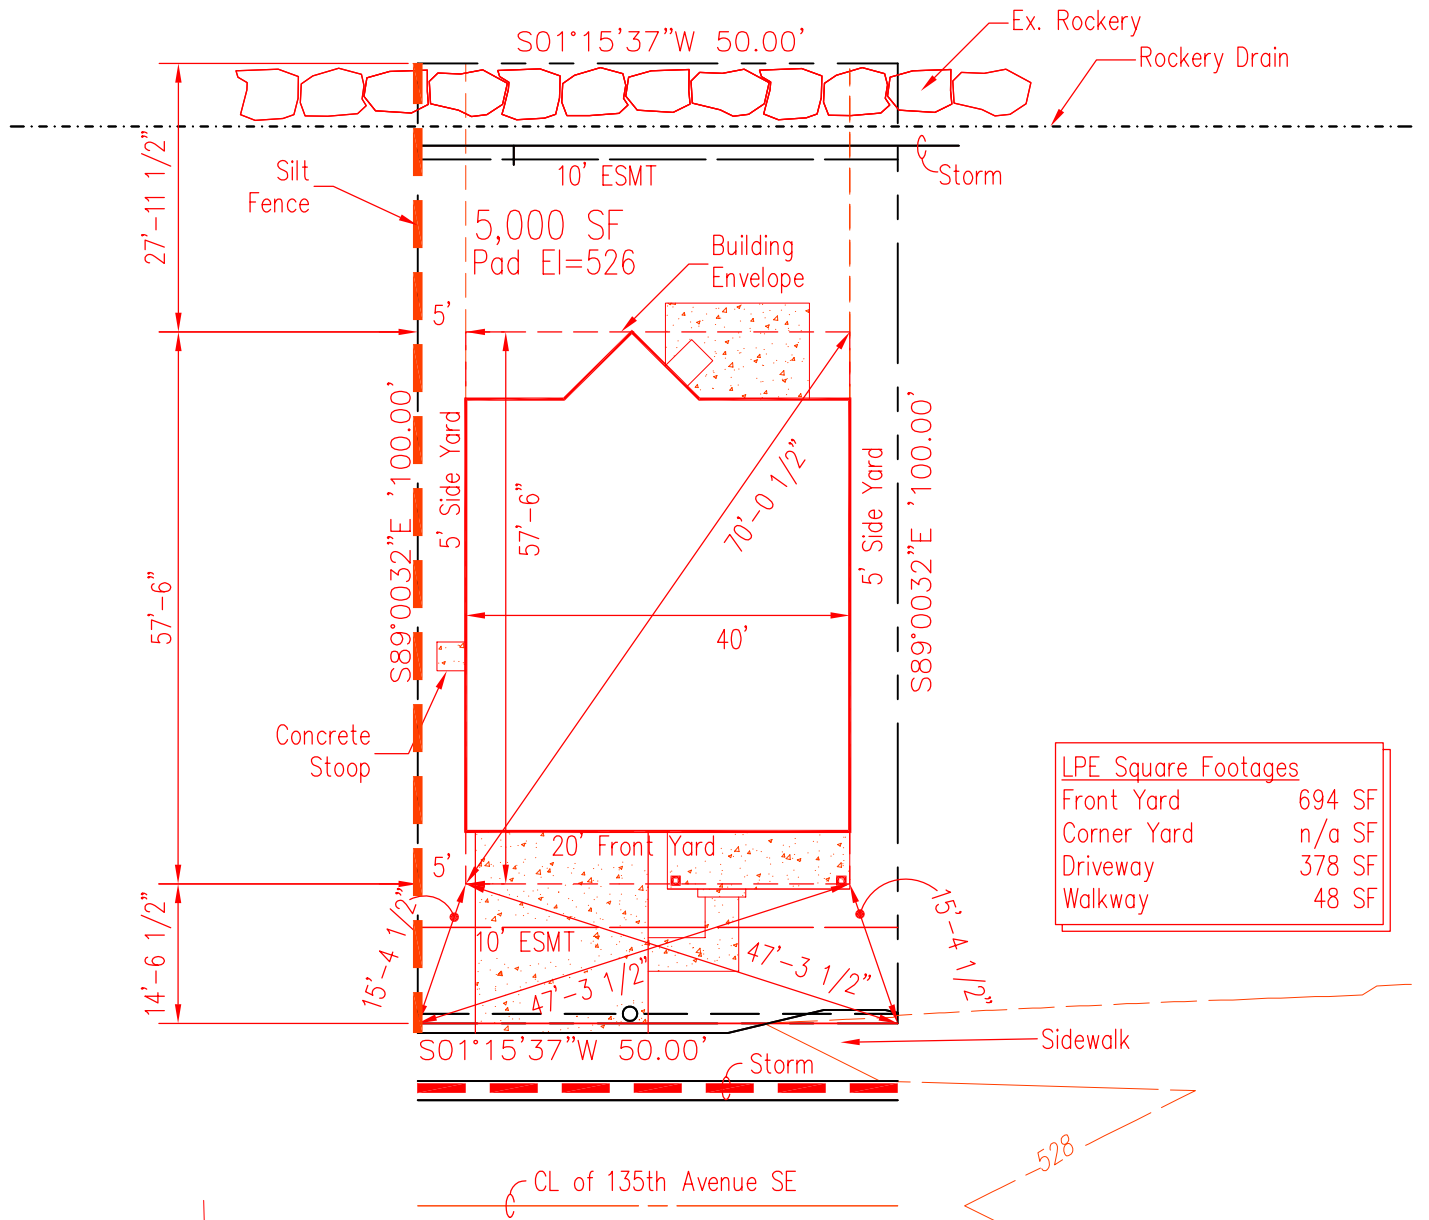 Ex. Rockery
S01°15'37"W 50.00'
Rockery Drain
27'-11 1/2"
Silt
Fence
10' ESMT
Storm
5,000 SF
Pad El=526
Building
Envelope
5'
S89°0032"E '100.00'
5' Side Yard
57'-6"
70'-0 1/2"
5' Side Yard
S89°0032"E '100.00'
57'-6"
40'
Concrete
Stoop
LPE Square Footages
Front Yard 694 SF
Corner Yard n/a SF
Driveway 378 SF
Walkway 48 SF
20' Front Yard
5'
14'-6 1/2"
15'-4 1/2"
10' ESMT
47'-3 1/2"
47'-3 1/2"
15'-4 1/2"
S01°15'37"W 50.00'
Sidewalk
Storm
528
CL of 135th Avenue SE